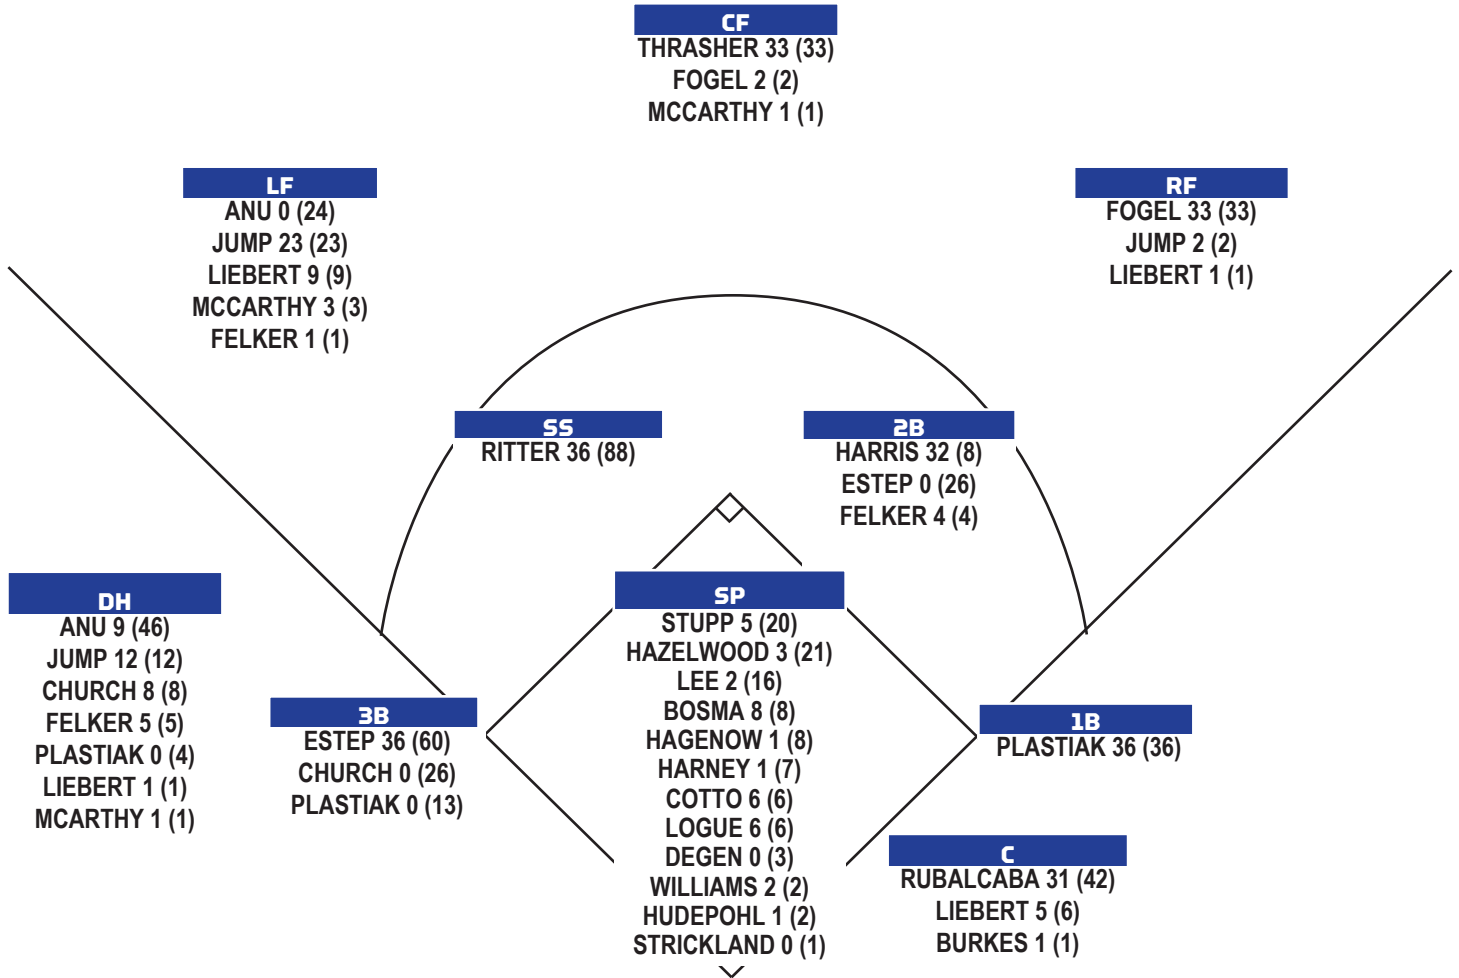 CF
THRASHER 33 (33)
FOGEL 2 (2)
MCCARTHY 1 (1)
LF
ANU 0 (24)
JUMP 23 (23)
LIEBERT 9 (9)
MCCARTHY 3 (3)
FELKER 1 (1)
RF
FOGEL 33 (33)
JUMP 2 (2)
LIEBERT 1 (1)
SS
RITTER 36 (88)
2B
HARRIS 32 (8)
ESTEP 0 (26)
FELKER 4 (4)
DH
ANU 9 (46)
JUMP 12 (12)
CHURCH 8 (8)
FELKER 5 (5)
PLASTIAK 0 (4)
LIEBERT 1 (1)
MCARTHY 1 (1)
3B
ESTEP 36 (60)
CHURCH 0 (26)
PLASTIAK 0 (13)
SP
STUPP 5 (20)
HAZELWOOD 3 (21)
LEE 2 (16)
BOSMA 8 (8)
HAGENOW 1 (8)
HARNEY 1 (7)
COTTO 6 (6)
LOGUE 6 (6)
DEGEN 0 (3)
WILLIAMS 2 (2)
HUDEPOHL 1 (2)
STRICKLAND 0 (1)
1B
PLASTIAK 36 (36)
C
RUBALCABA 31 (42)
LIEBERT 5 (6)
BURKES 1 (1)